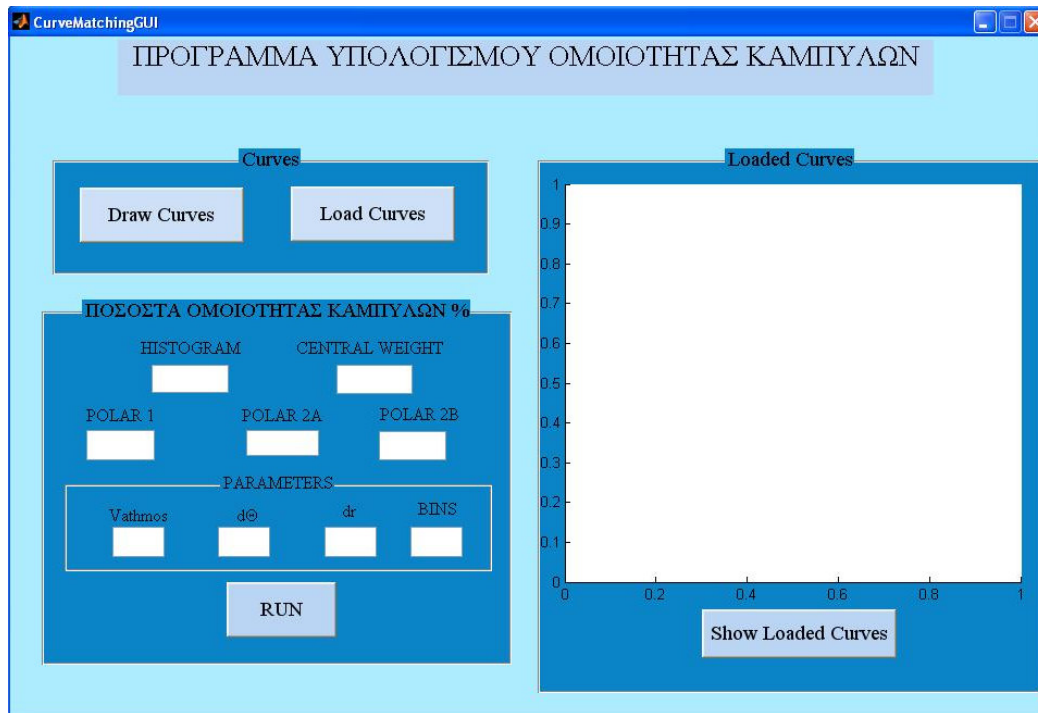 CurveMatchingGUI
ΠΡΟΓΡΑΜΜΑ ΥΠΟΛΟΓΙΣΜΟΥ ΟΜΟΙΟΤΗΤΑΣ ΚΑΜΠΥΛΩΝ
Curves
Draw Curves
Load Curves
ΠΟΣΟΣΤΑ ΟΜΟΙΟΤΗΤΑΣ ΚΑΜΠΥΛΩΝ %
HISTOGRAM
CENTRAL WEIGHT
POLAR 1
POLAR 2A
POLAR 2B
PARAMETERS
Vathmos
dΘ
dr
BINS
RUN
Loaded Curves
1
0.9
0.8
0.7
0.6
0.5
0.4
0.3
0.2
0.1
0
0 0.2 0.4 0.6 0.8 1
Show Loaded Curves